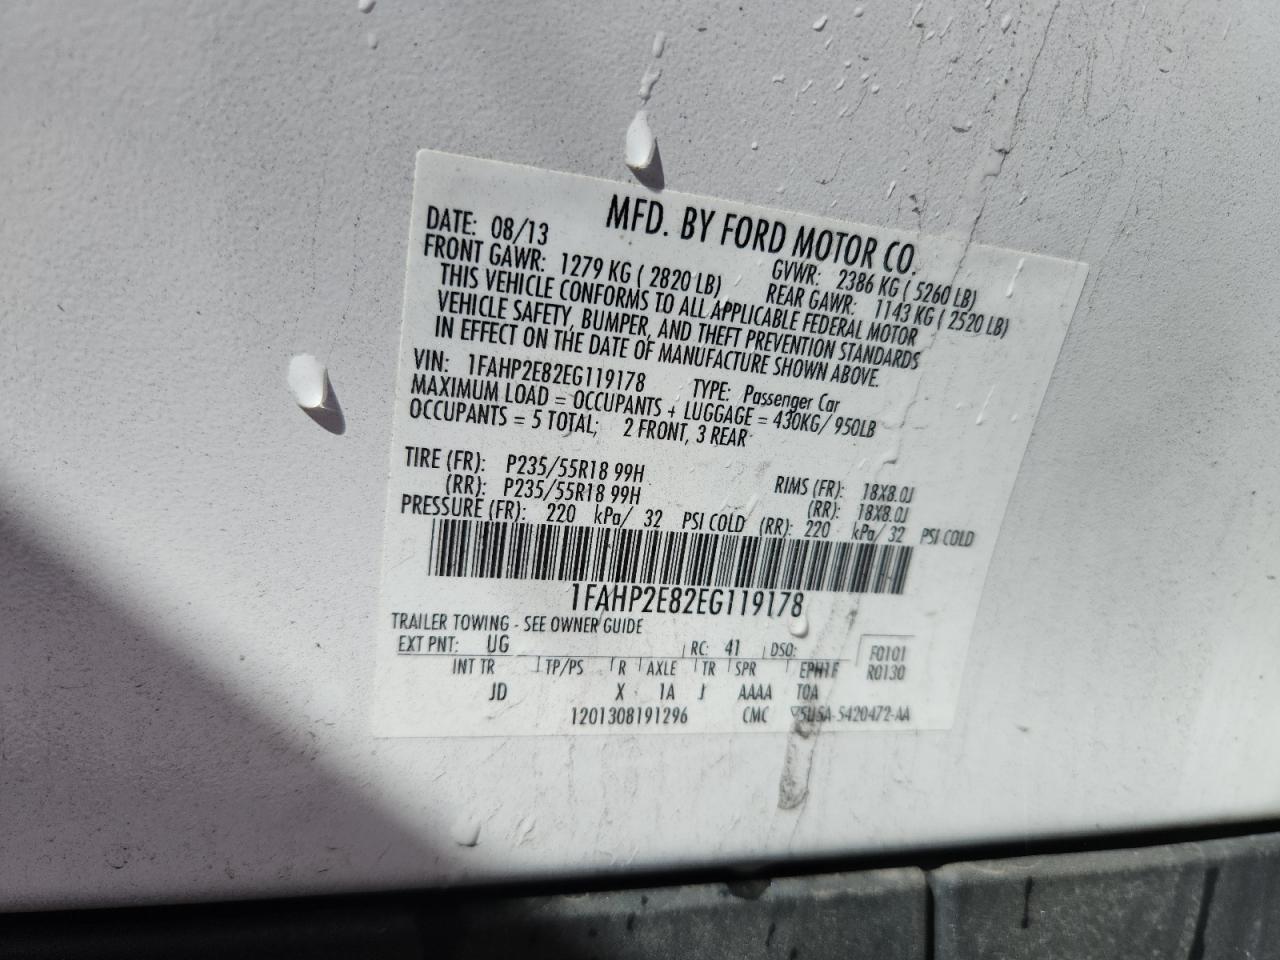 MFD. BY FORD MOTOR CO.
DATE: 08/13 GVWR: 2386 KG ( 5260 LB)
FRONT GAWR: 1279 KG ( 2820 LB) REAR GAWR: 1143 KG ( 2520 LB)
THIS VEHICLE CONFORMS TO ALL APPLICABLE FEDERAL MOTOR
VEHICLE SAFETY, BUMPER, AND THEFT PREVENTION STANDARDS
IN EFFECT ON THE DATE OF MANUFACTURE SHOWN ABOVE.
VIN: 1FAHP2E82EG119178 TYPE: Passenger Car
MAXIMUM LOAD = OCCUPANTS + LUGGAGE = 430KG/ 950LB
OCCUPANTS = 5 TOTAL; 2 FRONT, 3 REAR
TIRE (FR): P235/55R18 99H RIMS (FR): 18X8.0J
(RR): P235/55R18 99H (RR): 18X8.0J
PRESSURE (FR): 220 kPa/ 32 PSI COLD (RR): 220 kPa/ 32 PSI COLD
1FAHP2E82EG119178
TRAILER TOWING - SEE OWNER GUIDE
EXT PNT: UG RC: 41 DSO: F0101
INT TR TP/PS R AXLE TR SPR EPH1F R0130
JD X 1A J AAAA T0A
1201308191296 CMC 5U5A-5420472-AA